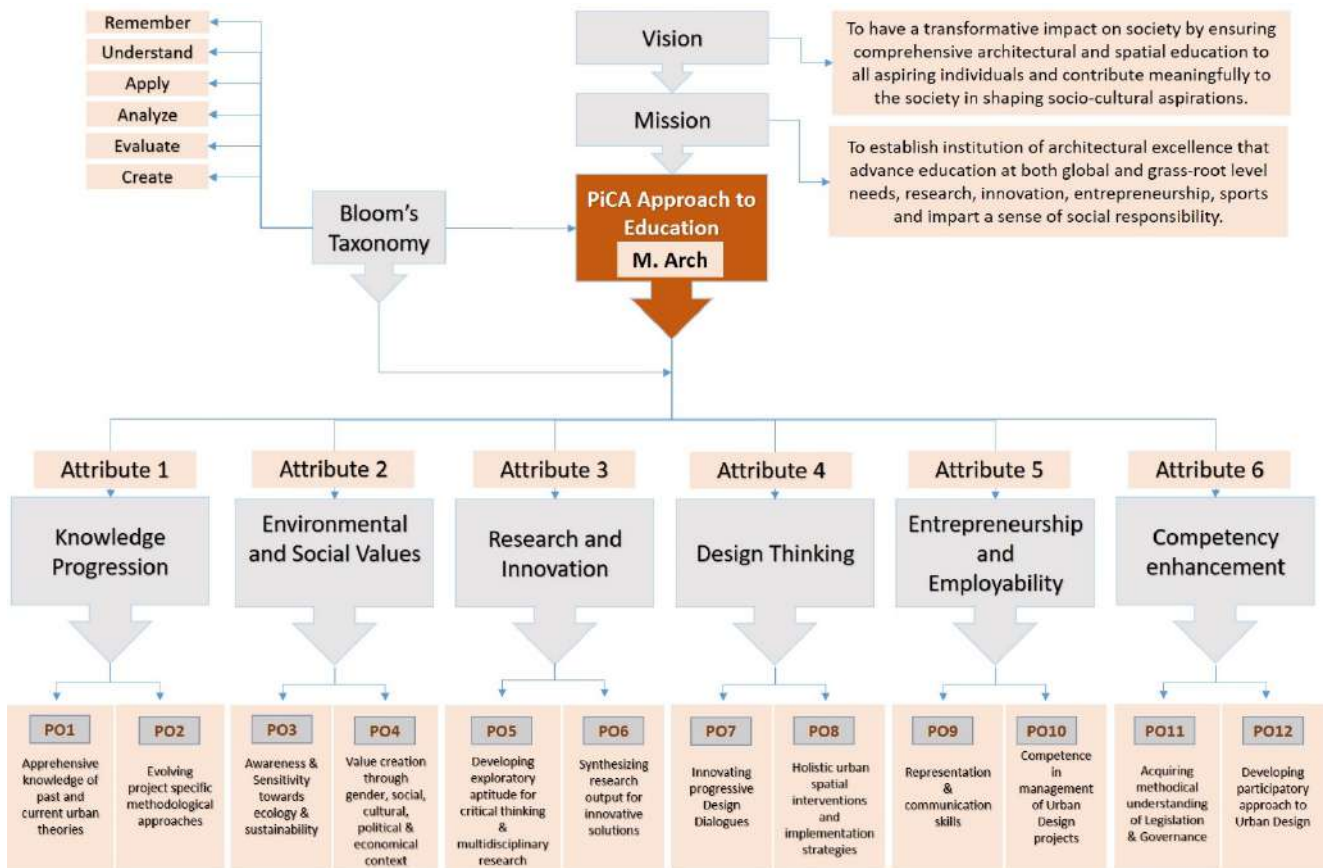 Remember
Understand
Apply
Analyze
Evaluate
Create
Bloom's
Taxonomy
Vision
Mission
PiCA Approach to
Education
M. Arch
To have a transformative impact on society by ensuring
comprehensive architectural and spatial education to
all aspiring individuals and contribute meaningfully to
the society in shaping socio-cultural aspirations.
To establish institution of architectural excellence that
advance education at both global and grass-root level
needs, research, innovation, entrepreneurship, sports
and impart a sense of social responsibility.
Attribute 1
Knowledge
Progression
Attribute 2
Environmental
and Social Values
Attribute 3
Research and
Innovation
Attribute 4
Design Thinking
Attribute 5
Entrepreneurship
and
Employability
Attribute 6
Competency
enhancement
PO1
Apprehensive
knowledge of
past and
current urban
theories
PO2
Evolving
project specific
methodological
approaches
PO3
Awareness &
Sensitivity
towards
ecology &
sustainability
PO4
Value creation
through
gender, social,
cultural,
political &
economical
context
PO5
Developing
exploratory
aptitude for
critical thinking
&
multidisciplinary
research
PO6
Synthesizing
research
output for
innovative
solutions
PO7
Innovating
progressive
Design
Dialogues
PO8
Holistic urban
spatial
interventions
and
implementation
strategies
PO9
Representation
&
communication
skills
PO10
Competence
in
management
of Urban
Design
projects
PO11
Acquiring
methodical
understanding
of Legislation
& Governance
PO12
Developing
participatory
approach to
Urban Design